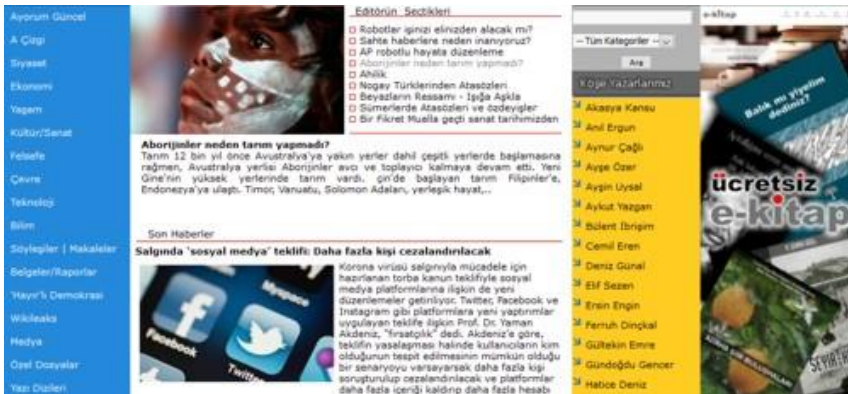 Ayorum Güncel
A Çizgi
Siyaset
Ekonomi
Yaşam
Kültür/Sanat
Felsefe
Çevre
Teknoloji
Bilim
Söyleşiler | Makaleler
Belgeler/Raporlar
'Hayır'lı Demokrasi
Wikileaks
Medya
Özel Dosyalar
Yazı Dizileri
Editörün Seçtikleri
Robotlar işinizi elinizden alacak mı?
Sahte haberlere neden inanıyoruz?
AP robotlu hayata düzenleme
Aborijinler neden tarım yapmadı?
Ahilik
Nogay Türklerinden Atasözleri
Beyazların Ressamı - Işığa Aşkla
Sümerlerde Atasözleri ve özdeyişler
Bir Fikret Mualla geçti sanat tarihimizden
Aborijinler neden tarım yapmadı?
Tarım 12 bin yıl önce Avustralya'ya yakın yerler dahil çeşitli yerlerde başlamasına
rağmen, Avustralya yerlisi Aborjinler avcı ve toplayıcı kalmaya devam etti. Yeni
Gine'nin yüksek yerlerinde tarım vardı. Çin'de başlayan tarım Filipinler'e,
Endonezya'ya ulaştı. Timor, Vanuatu, Solomon Adaları, yerleşik hayat,..
Son Haberler
Salgında 'sosyal medya' teklifi: Daha fazla kişi cezalandırılacak
Facebook
Myspace
Twitter
Korona virüsü salgınıyla mücadele için
hazırlanan torba kanun teklifiyle sosyal
medya platformlarına ilişkin de yeni
düzenlemeler getiriliyor. Twitter, Facebook ve
Instagram gibi platformlara yeni yaptırımlar
uygulayan teklife ilişkin Prof. Dr. Yaman
Akdeniz, "fırsatçılık" dedi. Akdeniz'e göre,
teklifin yasalaşması halinde kullanıcıların kim
olduğunun tespit edilmesinin mümkün olduğu
bir senaryoyu varsayarsak daha fazla kişi
soruşturulup cezalandırılacak ve platformlar
daha fazla içeriği kaldırıp daha fazla hesabı
-- Tüm Kategoriler --
Ara
Köşe Yazarlarımız
Akasya Kansu
Anıl Ergun
Aynur Çağlı
Ayşe Özer
Ayşin Uysal
Aykut Yazgan
Bülent İbrigim
Cemil Eren
Deniz Günal
Elif Sezen
Ersin Engin
Ferruh Dinçkal
Gültekin Emre
Gündoğdu Gencer
Hatice Deniz
e-kitap
Balık mı yiyelim
dediniz?
ücretsiz
e-kitap